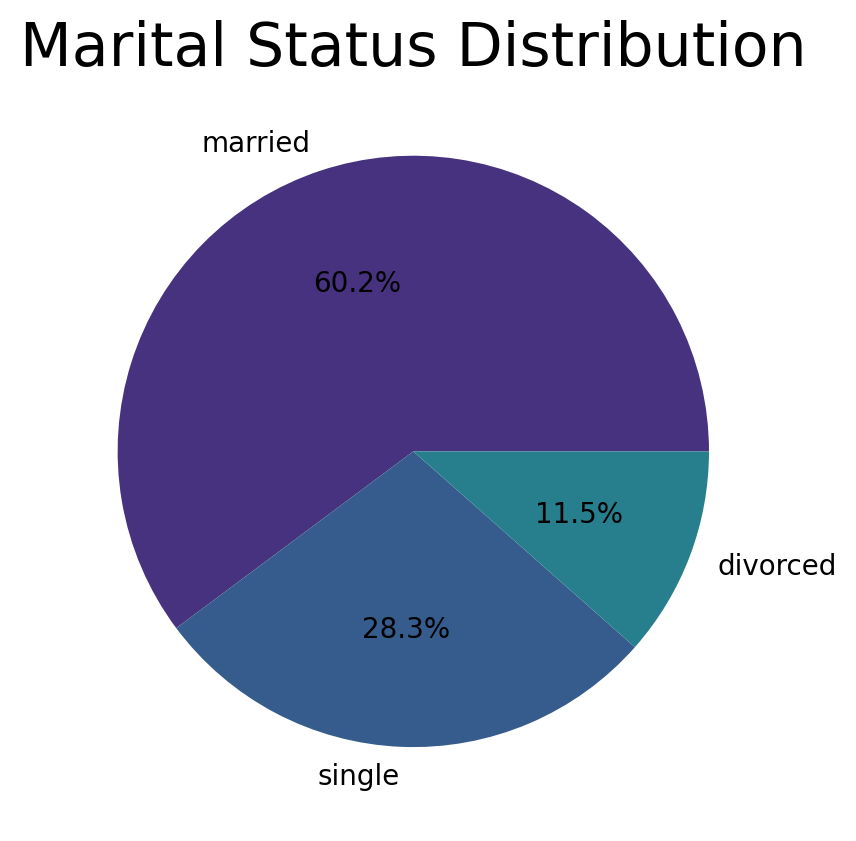 Marital Status Distribution
married
60.2%
11.5%
divorced
28.3%
single